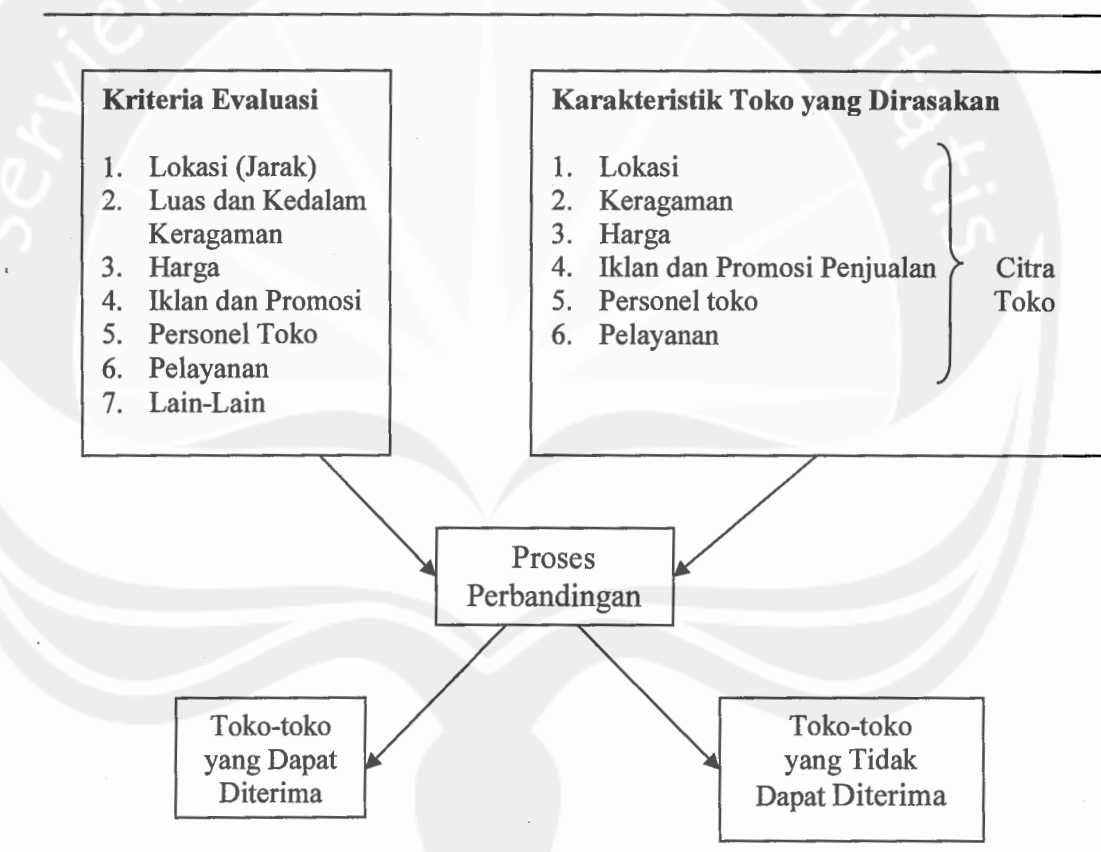 Kriteria Evaluasi
1. Lokasi (Jarak)
2. Luas dan Kedalam
Keragaman
3. Harga
4. Iklan dan Promosi
5. Personel Toko
6. Pelayanan
7. Lain-Lain
Karakteristik Toko yang Dirasakan
1. Lokasi
2. Keragaman
3. Harga
4. Iklan dan Promosi Penjualan
5. Personel toko
6. Pelayanan
Citra
Toko
Proses
Perbandingan
Toko-toko
yang Dapat
Diterima
Toko-toko
yang Tidak
Dapat Diterima